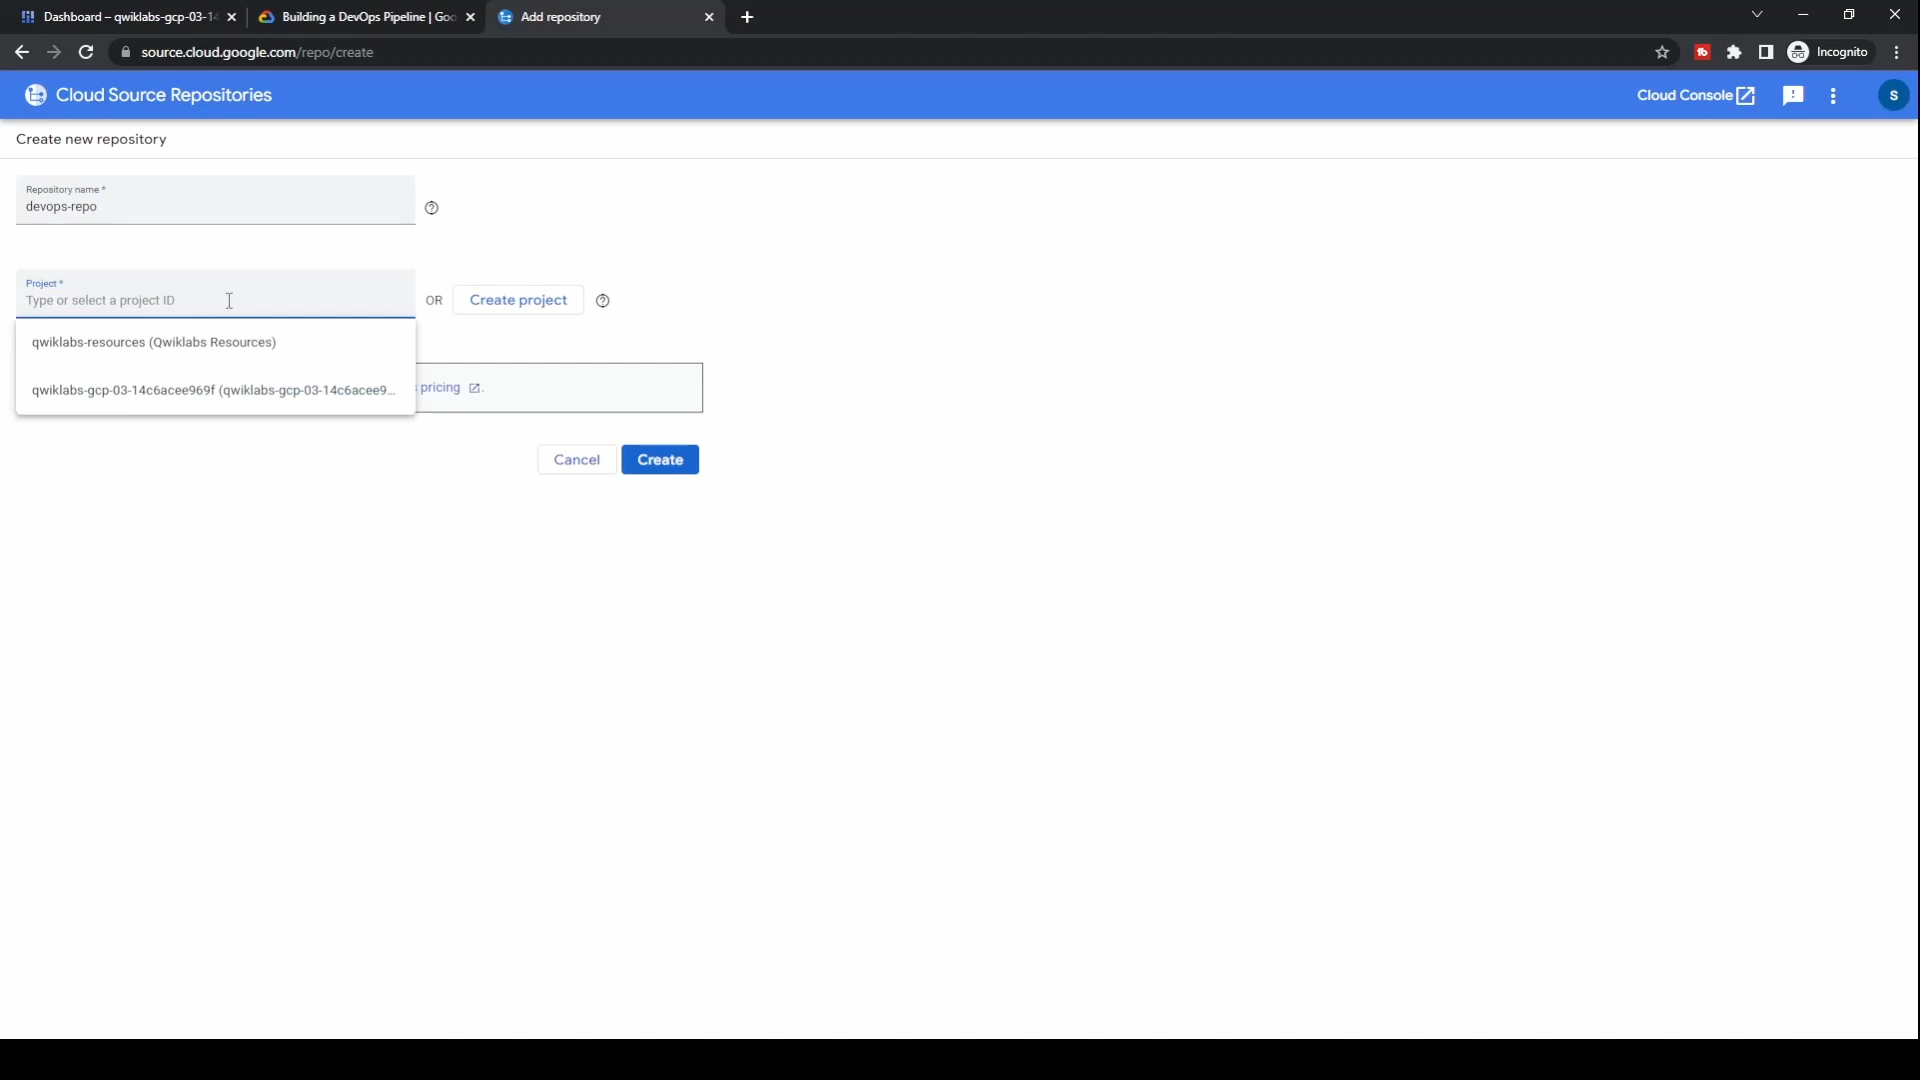 Dashboard – qwiklabs-gcp-03-14
Building a DevOps Pipeline | Goo
Add repository
source.cloud.google.com/repo/create
Incognito
Cloud Source Repositories
Cloud Console
S
Create new repository
Repository name *
devops-repo
Project *
Type or select a project ID
OR
Create project
qwiklabs-resources (Qwiklabs Resources)
qwiklabs-gcp-03-14c6acee969f (qwiklabs-gcp-03-14c6acee9...
pricing
Cancel
Create